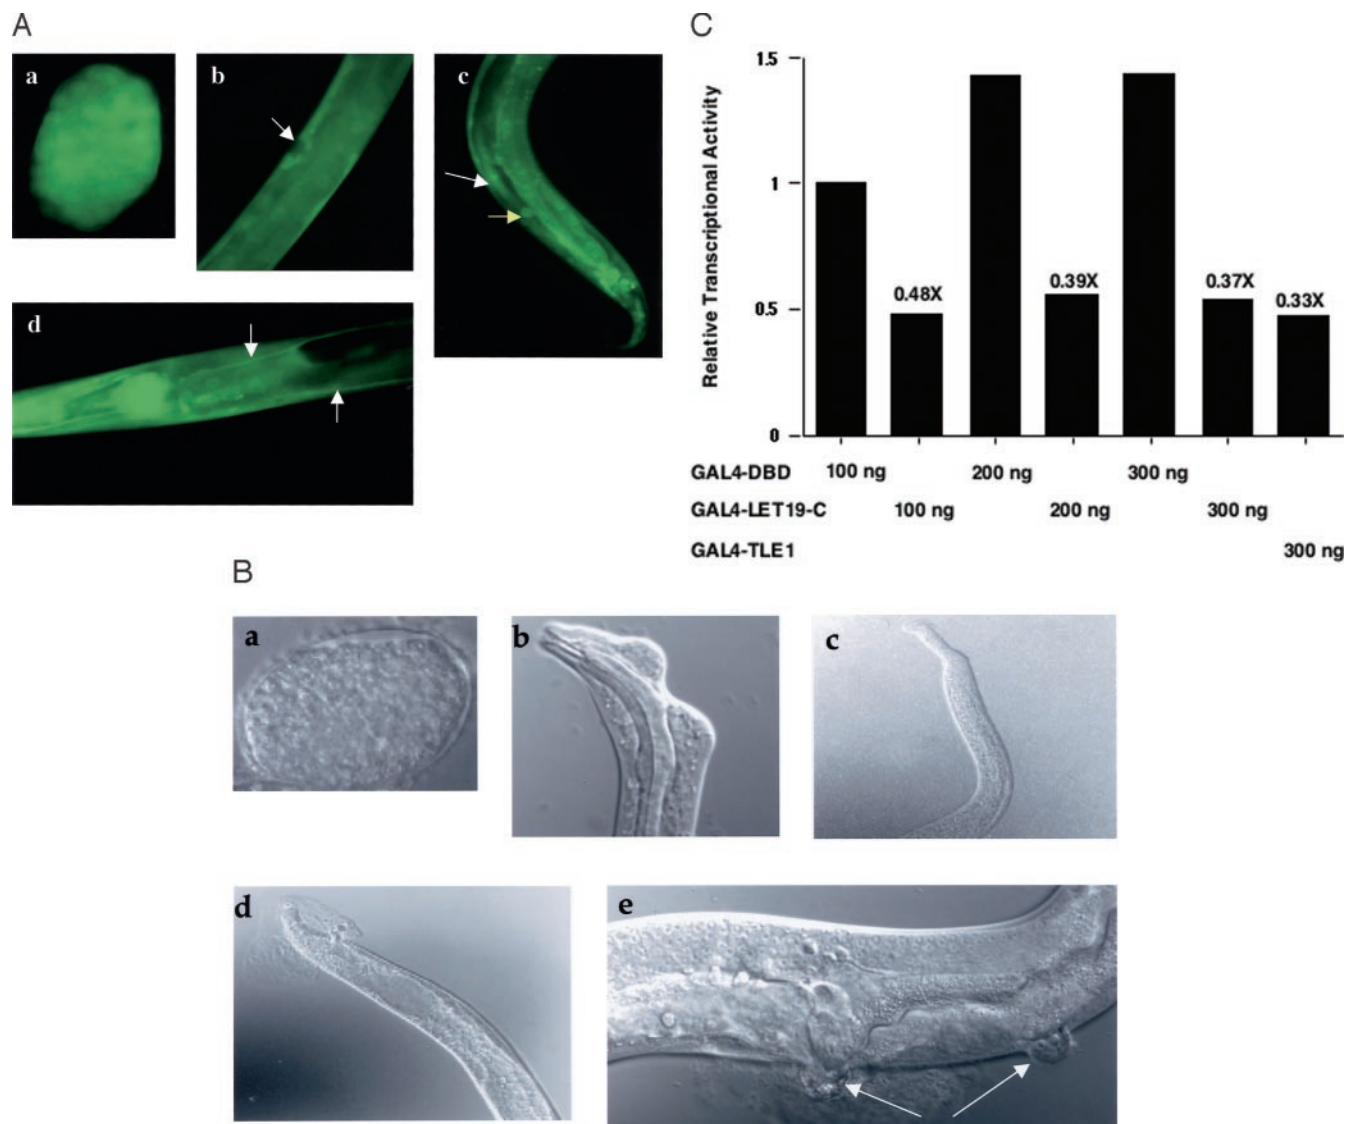 A
a
b
c
d
C
1.5
1
0.5
0
Relative Transcriptional Activity
0.48X
0.39X
0.37X
0.33X
GAL4-DBD 100 ng 200 ng 300 ng
GAL4-LET19-C 100 ng 200 ng 300 ng
GAL4-TLE1 300 ng
B
a
b
c
d
e